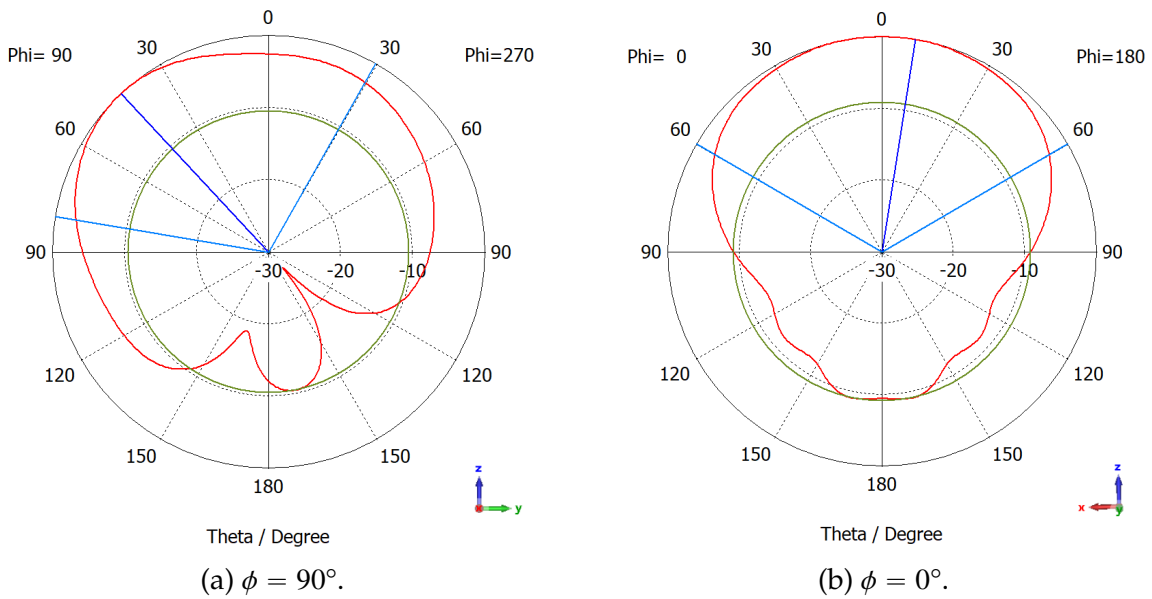 0
Phi= 90
30
30
Phi=270
60
60
90
-30
-20
-10
90
120
120
150
150
180
z
x
y
Theta / Degree
(a) ϕ = 90°.
0
Phi= 0
30
30
Phi=180
60
60
90
-30
-20
-10
90
120
120
150
150
180
z
x
y
Theta / Degree
(b) ϕ = 0°.